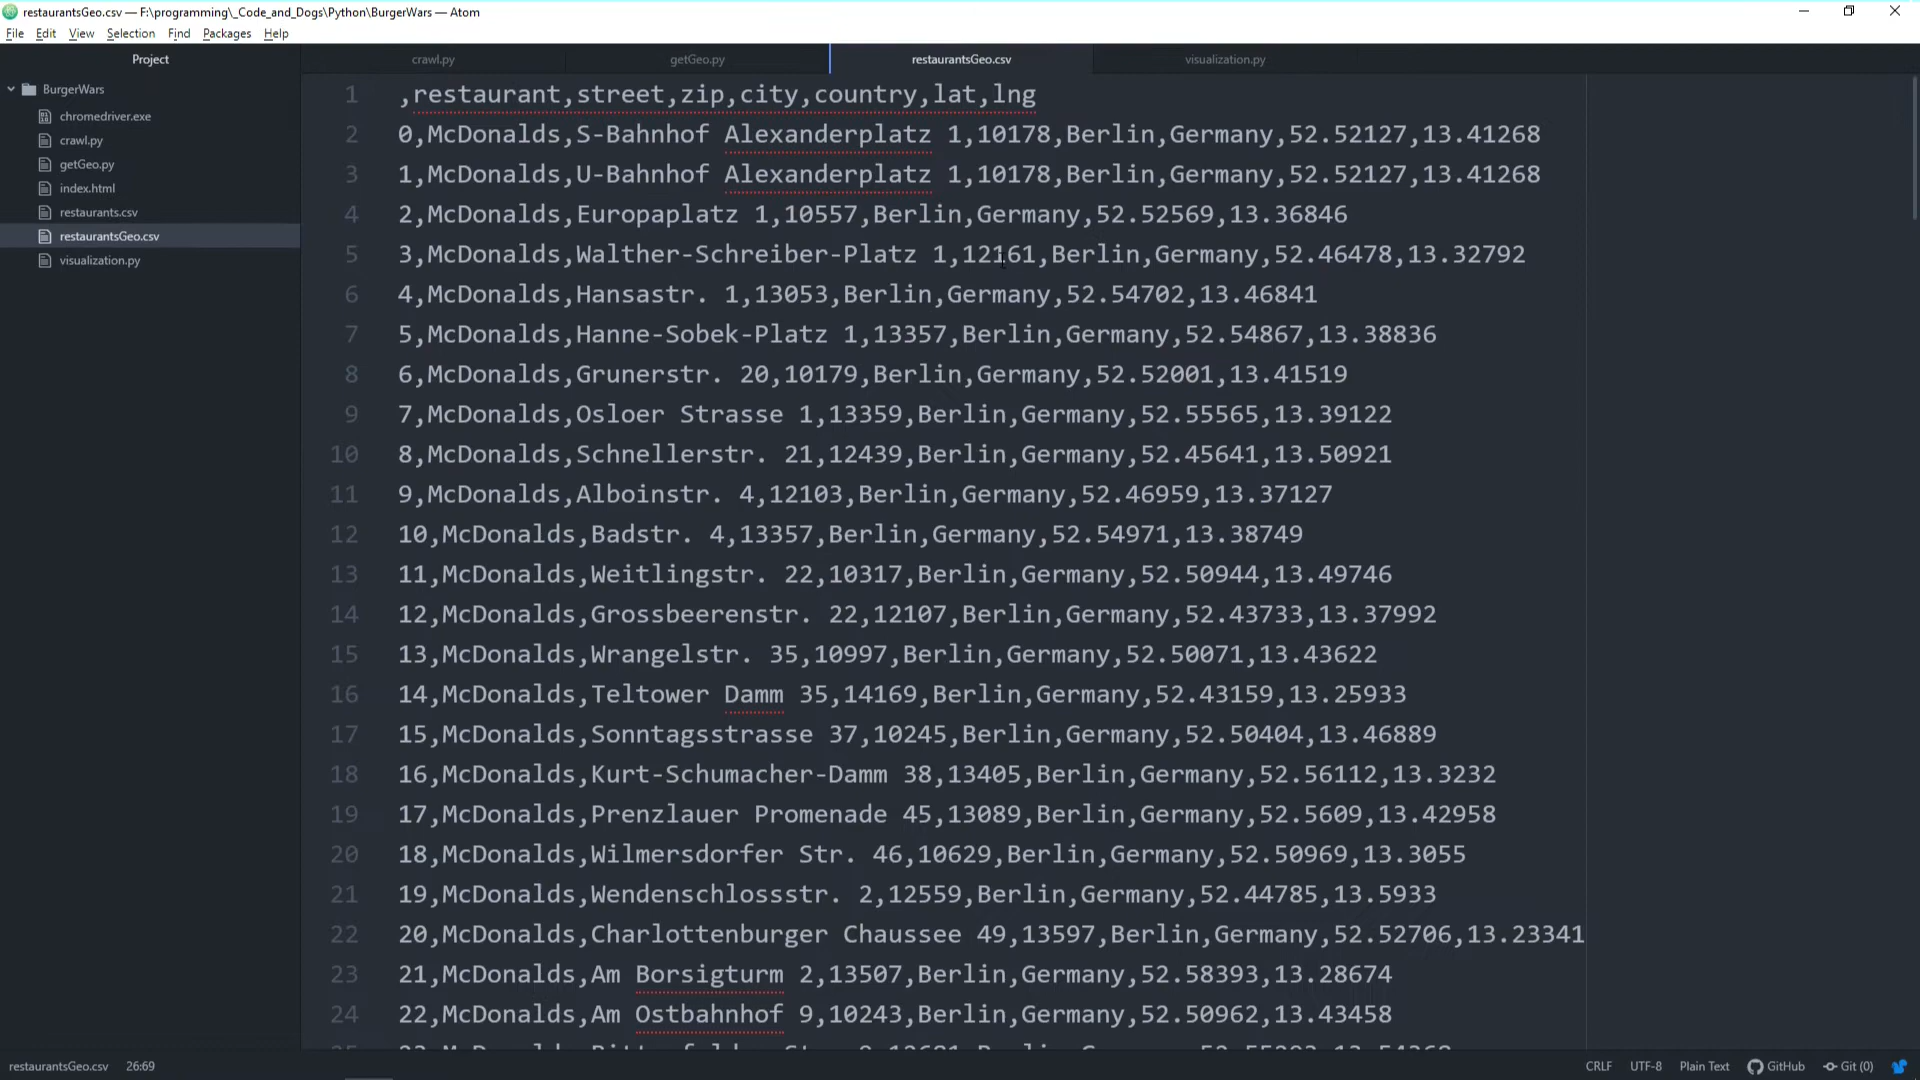 restaurantsGeo.csv — F:\programming\_Code_and_Dogs\Python\BurgerWars — Atom
File Edit View Selection Find Packages Help
Project
crawl.py getGeo.py restaurantsGeo.csv visualization.py
BurgerWars
chromedriver.exe
crawl.py
getGeo.py
index.html
restaurants.csv
restaurantsGeo.csv
visualization.py
1 ,restaurant,street,zip,city,country,lat,lng
2 0,McDonalds,S-Bahnhof Alexanderplatz 1,10178,Berlin,Germany,52.52127,13.41268
3 1,McDonalds,U-Bahnhof Alexanderplatz 1,10178,Berlin,Germany,52.52127,13.41268
4 2,McDonalds,Europaplatz 1,10557,Berlin,Germany,52.52569,13.36846
5 3,McDonalds,Walther-Schreiber-Platz 1,12161,Berlin,Germany,52.46478,13.32792
6 4,McDonalds,Hansastr. 1,13053,Berlin,Germany,52.54702,13.46841
7 5,McDonalds,Hanne-Sobek-Platz 1,13357,Berlin,Germany,52.54867,13.38836
8 6,McDonalds,Grunerstr. 20,10179,Berlin,Germany,52.52001,13.41519
9 7,McDonalds,Osloer Strasse 1,13359,Berlin,Germany,52.55565,13.39122
10 8,McDonalds,Schnellerstr. 21,12439,Berlin,Germany,52.45641,13.50921
11 9,McDonalds,Alboinstr. 4,12103,Berlin,Germany,52.46959,13.37127
12 10,McDonalds,Badstr. 4,13357,Berlin,Germany,52.54971,13.38749
13 11,McDonalds,Weitlingstr. 22,10317,Berlin,Germany,52.50944,13.49746
14 12,McDonalds,Grossbeerenstr. 22,12107,Berlin,Germany,52.43733,13.37992
15 13,McDonalds,Wrangelstr. 35,10997,Berlin,Germany,52.50071,13.43622
16 14,McDonalds,Teltower Damm 35,14169,Berlin,Germany,52.43159,13.25933
17 15,McDonalds,Sonntagsstrasse 37,10245,Berlin,Germany,52.50404,13.46889
18 16,McDonalds,Kurt-Schumacher-Damm 38,13405,Berlin,Germany,52.56112,13.3232
19 17,McDonalds,Prenzlauer Promenade 45,13089,Berlin,Germany,52.5609,13.42958
20 18,McDonalds,Wilmersdorfer Str. 46,10629,Berlin,Germany,52.50969,13.3055
21 19,McDonalds,Wendenschlossstr. 2,12559,Berlin,Germany,52.44785,13.5933
22 20,McDonalds,Charlottenburger Chaussee 49,13597,Berlin,Germany,52.52706,13.23341
23 21,McDonalds,Am Borsigturm 2,13507,Berlin,Germany,52.58393,13.28674
24 22,McDonalds,Am Ostbahnhof 9,10243,Berlin,Germany,52.50962,13.43458
restaurantsGeo.csv 26:69 CRLF UTF-8 Plain Text GitHub Git (0)